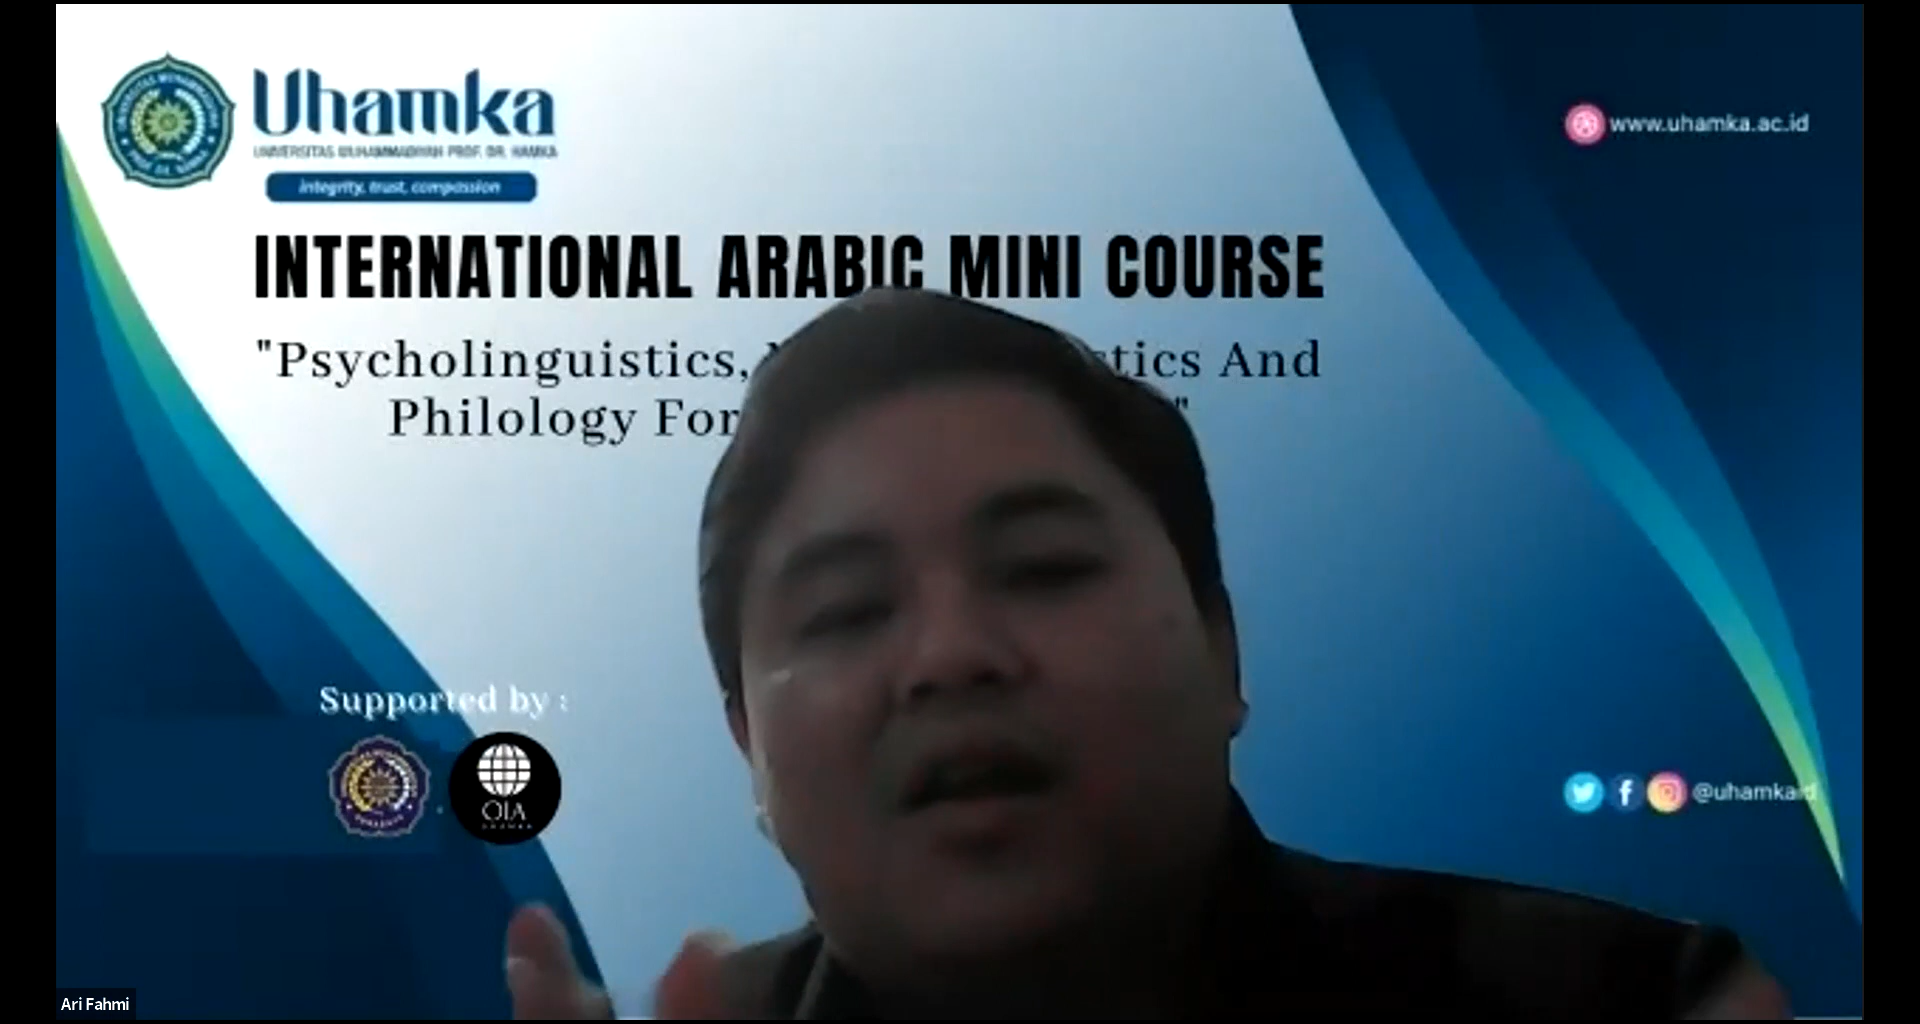 Uhamka
UNIVERSITAS MUHAMMADIYAH PROF. DR. HAMKA
integrity, trust, compassion
www.uhamka.ac.id
INTERNATIONAL ARABIC MINI COURSE
"Psycholinguistics, tics And
Philology For "
Supported by :
OIA
@uhamkaid
Ari Fahmi